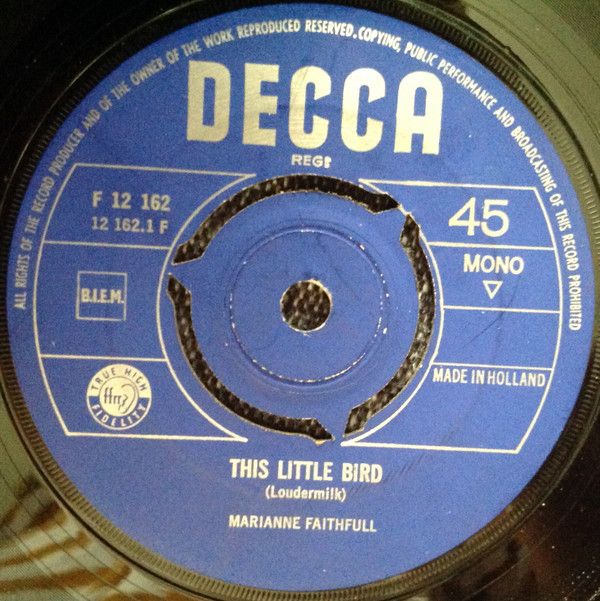 ALL RIGHTS OF THE RECORD PRODUCER AND OF THE OWNER OF THE WORK REPRODUCED RESERVED. COPYING, PUBLIC PERFORMANCE AND BROADCASTING OF THIS RECORD PROHIBITED
DECCA
REGD
F 12 162
12 162.1 F
45
MONO
B.I.E.M.
TRUE HIGH FIDELITY
ffrr
MADE IN HOLLAND
THIS LITTLE BIRD
(Loudermilk)
MARIANNE FAITHFULL